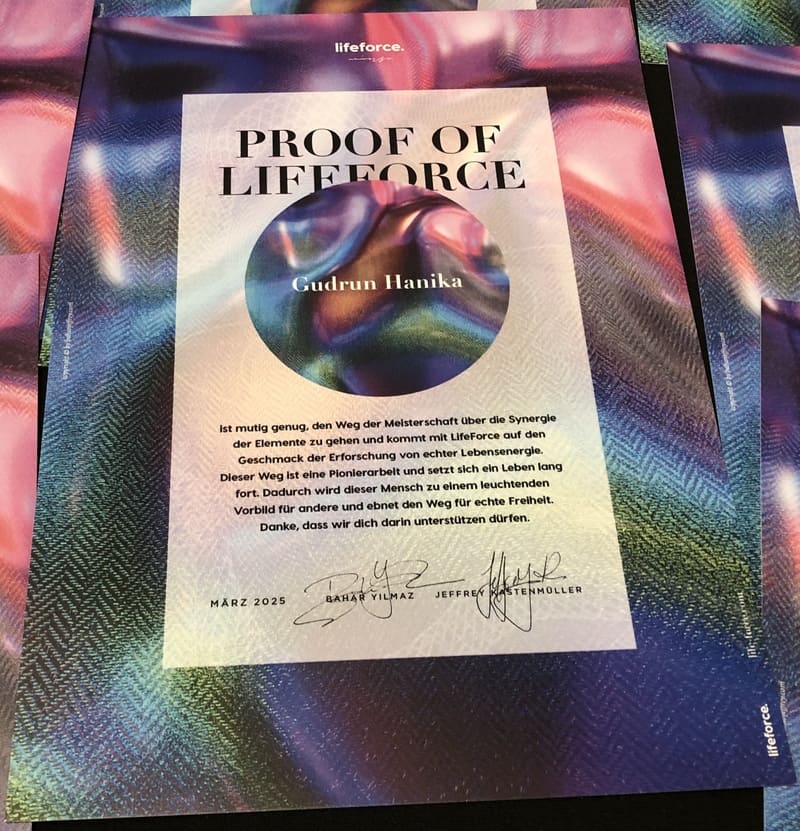 lifeforce.
PROOF OF
LIFEFORCE
Gudrun Hanika
ist mutig genug, den Weg der Meisterschaft über die Synergie
der Elemente zu gehen und kommt mit LifeForce auf den
Geschmack der Erforschung von echter Lebensenergie.
Dieser Weg ist eine Pionierarbeit und setzt sich ein Leben lang
fort. Dadurch wird dieser Mensch zu einem leuchtenden
Vorbild für andere und ebnet den Weg für echte Freiheit.
Danke, dass wir dich darin unterstützen dürfen.
MÄRZ 2025 BAHAR YILMAZ JEFFREY KASTENMÜLLER
lifeforce.